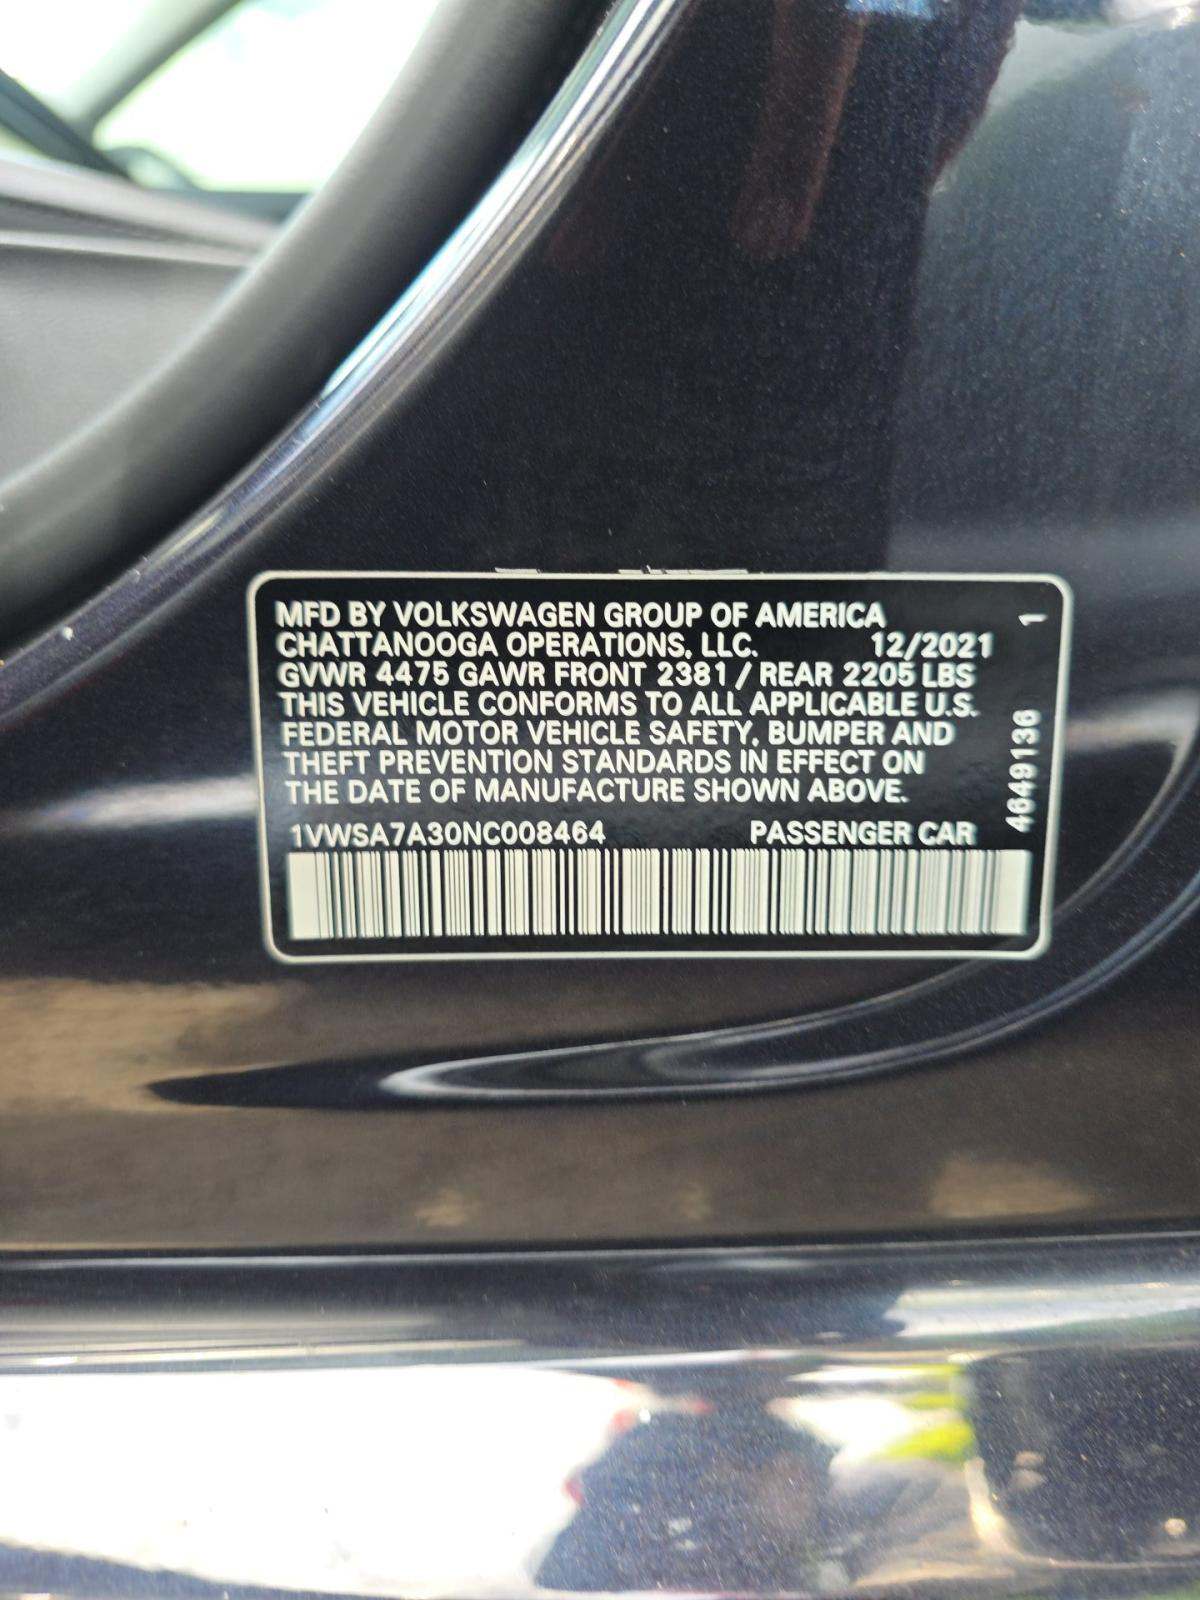 MFD BY VOLKSWAGEN GROUP OF AMERICA
CHATTANOOGA OPERATIONS, LLC. 12/2021
GVWR 4475 GAWR FRONT 2381 / REAR 2205 LBS
THIS VEHICLE CONFORMS TO ALL APPLICABLE U.S.
FEDERAL MOTOR VEHICLE SAFETY, BUMPER AND
THEFT PREVENTION STANDARDS IN EFFECT ON
THE DATE OF MANUFACTURE SHOWN ABOVE.
1VWSA7A30NC008464 PASSENGER CAR
4649136 1